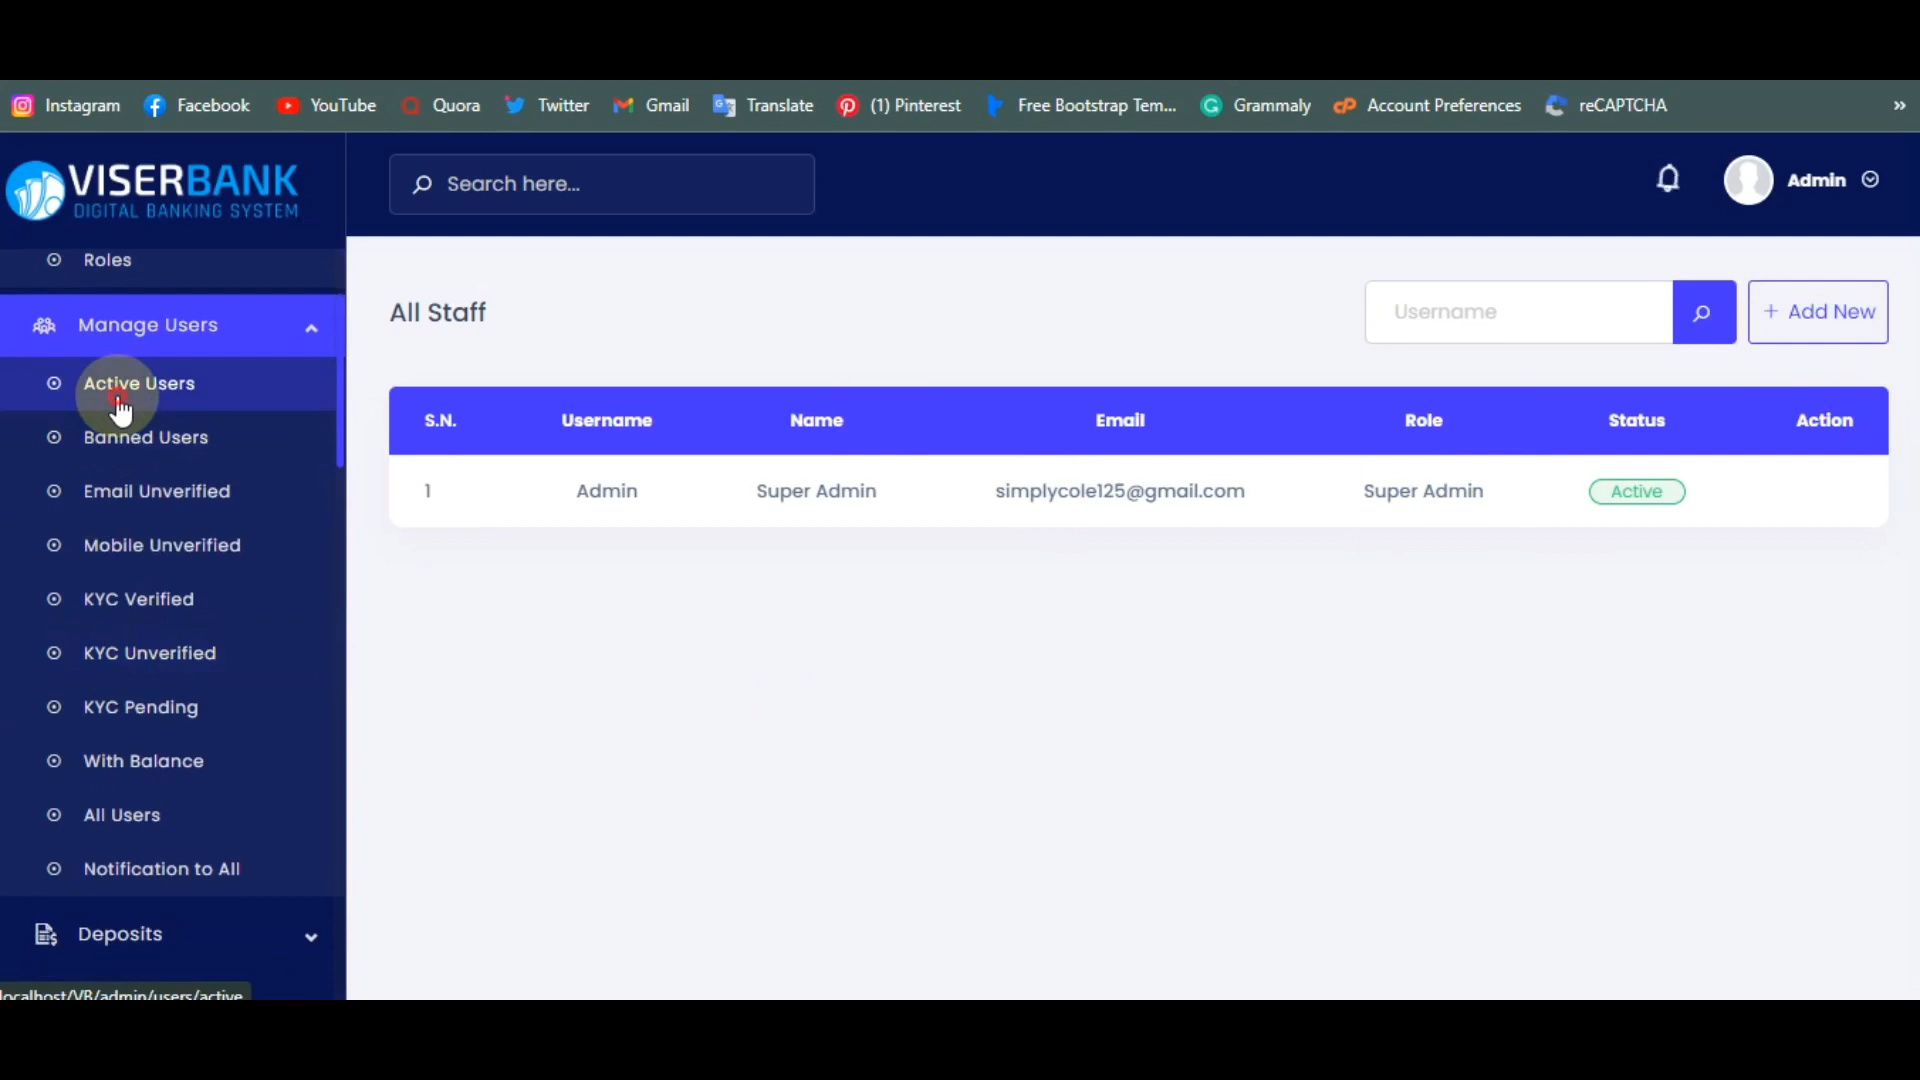 Instagram Facebook YouTube Quora Twitter Gmail Translate (1) Pinterest Free Bootstrap Tem... Grammaly Account Preferences reCAPTCHA »
VISERBANK
DIGITAL BANKING SYSTEM
Search here...
Admin
Roles
Manage Users
Active Users
Banned Users
Email Unverified
Mobile Unverified
KYC Verified
KYC Unverified
KYC Pending
With Balance
All Users
Notification to All
Deposits
localhost/VB/admin/users/active
All Staff
Username
+ Add New
S.N. Username Name Email Role Status Action
1 Admin Super Admin simplycole125@gmail.com Super Admin Active